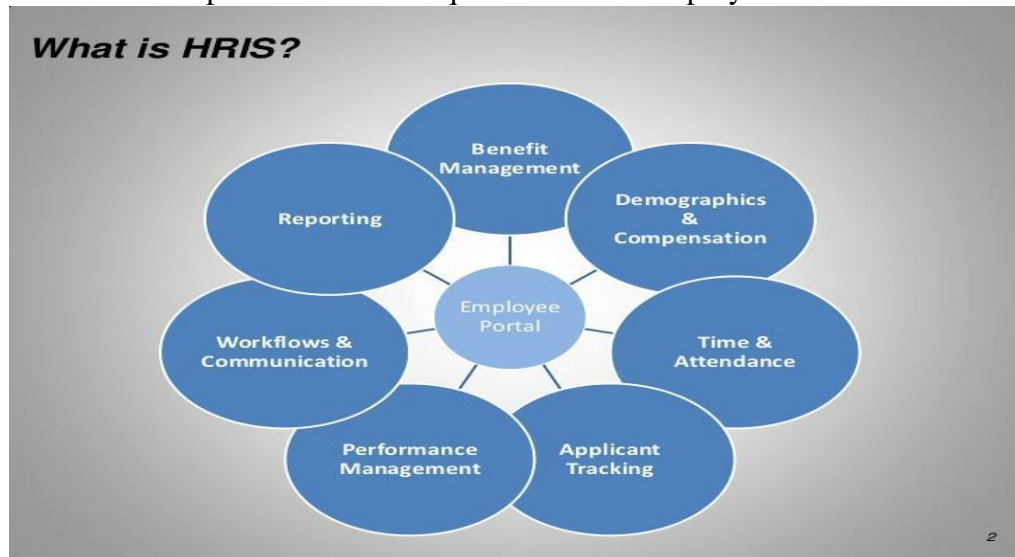 What is HRIS?
Benefit
Management
Demographics
&
Compensation
Time &
Attendance
Applicant
Tracking
Performance
Management
Workflows &
Communication
Reporting
Employee
Portal
2